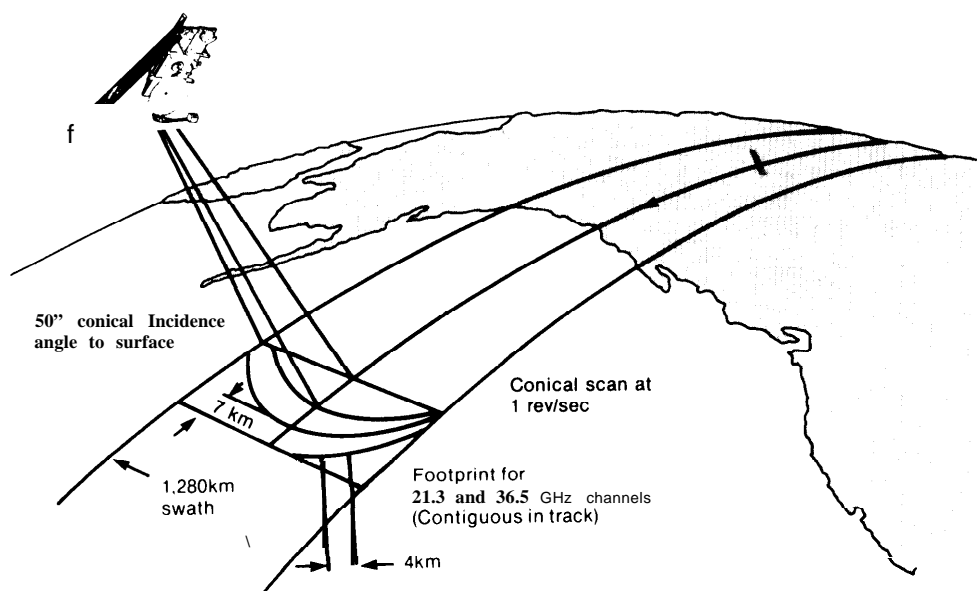 f
50” conical Incidence
angle to surface
Conical scan at
1 rev/sec
7 km
1,280km
swath
Footprint for
21.3 and 36.5 GHz channels
(Contiguous in track)
4km